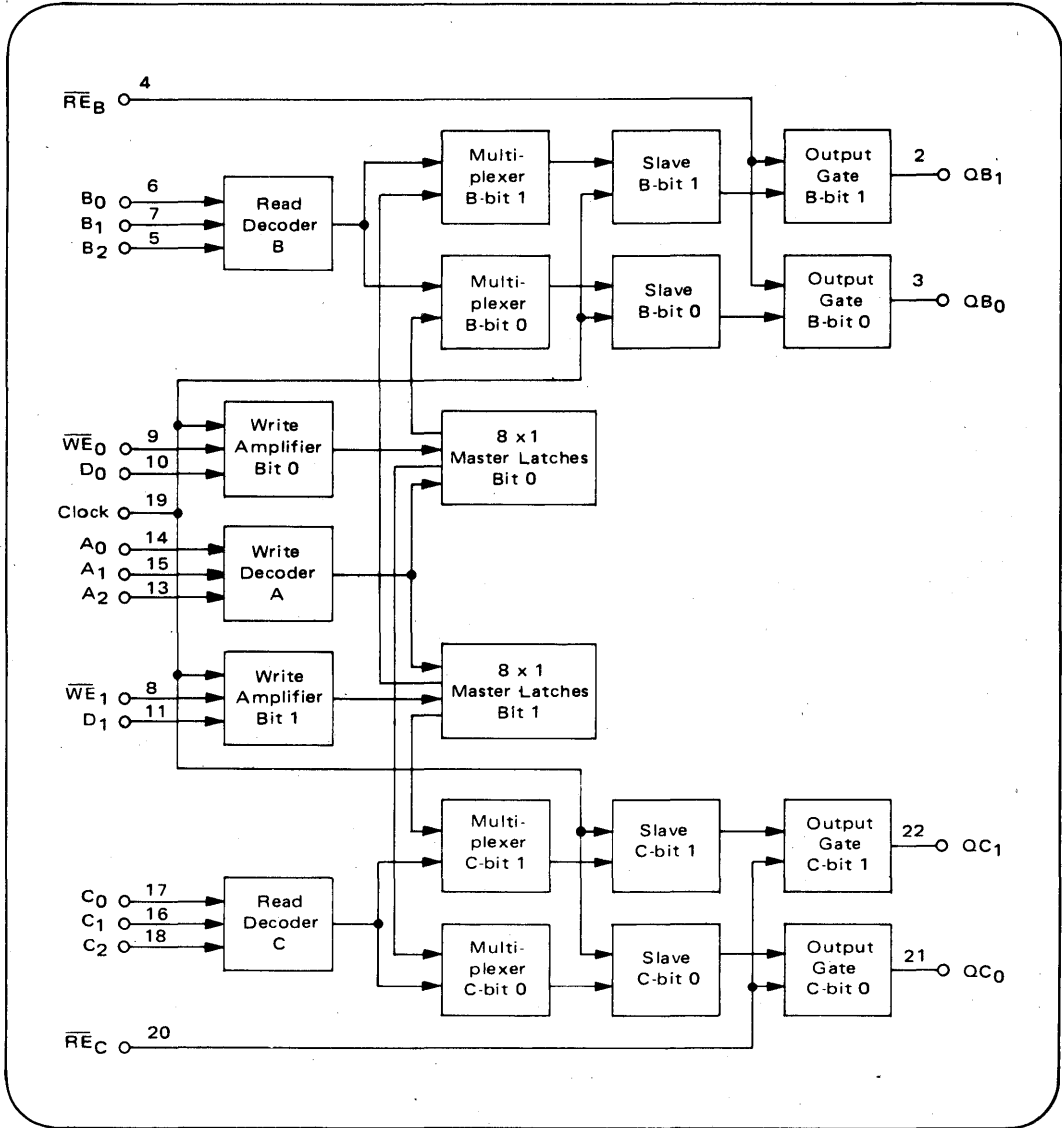 4
R̅E̅B
6
B0
7
B1
5
B2
Read
Decoder
B
Multi-
plexer
B-bit 1
Slave
B-bit 1
Output
Gate
B-bit 1
2
QB1
Multi-
plexer
B-bit 0
Slave
B-bit 0
Output
Gate
B-bit 0
3
QB0
9
W̅E̅0
10
D0
Write
Amplifier
Bit 0
8 x 1
Master Latches
Bit 0
19
Clock
14
A0
15
A1
13
A2
Write
Decoder
A
8
W̅E̅1
11
D1
Write
Amplifier
Bit 1
8 x 1
Master Latches
Bit 1
Multi-
plexer
C-bit 1
Slave
C-bit 1
Output
Gate
C-bit 1
22
QC1
17
C0
16
C1
18
C2
Read
Decoder
C
Multi-
plexer
C-bit 0
Slave
C-bit 0
Output
Gate
C-bit 0
21
QC0
20
R̅E̅C